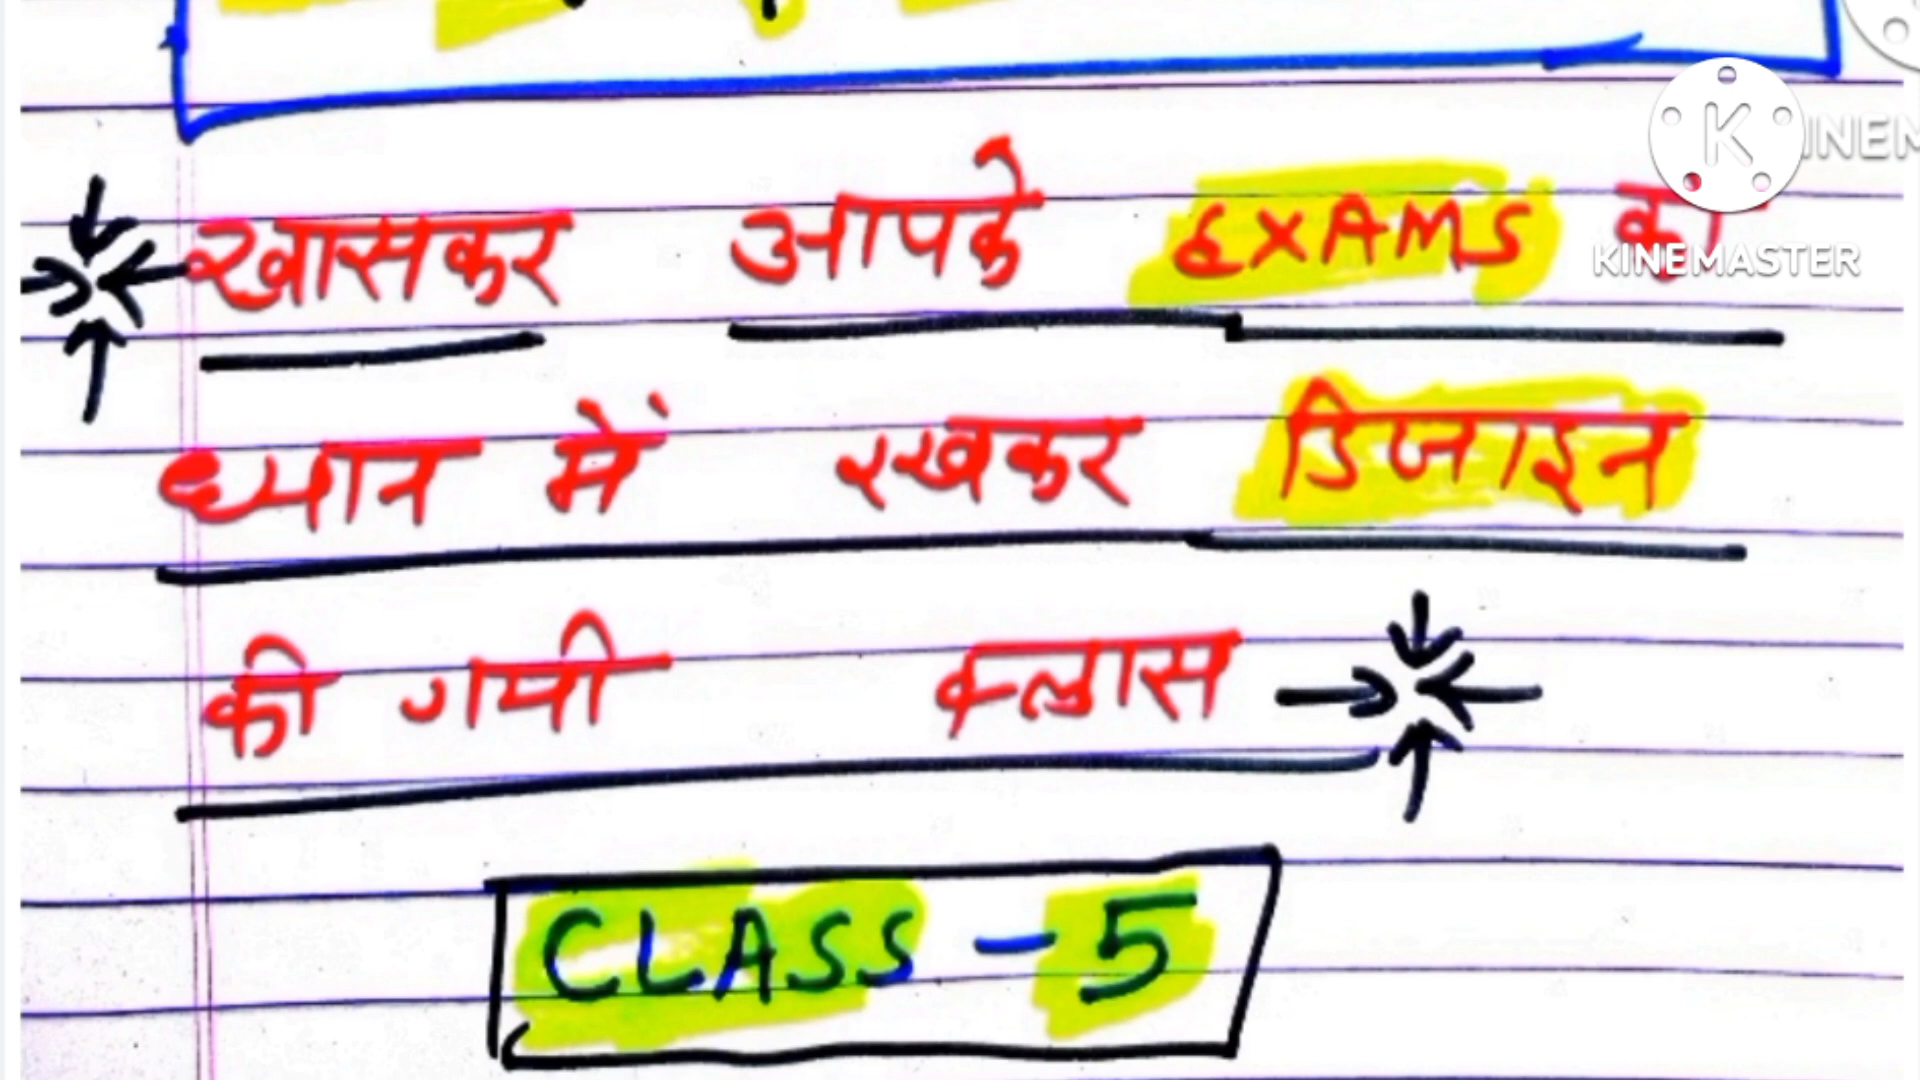 KINEMASTER
खासकर आपके EXAMS को
ध्यान में रखकर डिजाइन
की गयी क्लास
CLASS - 5